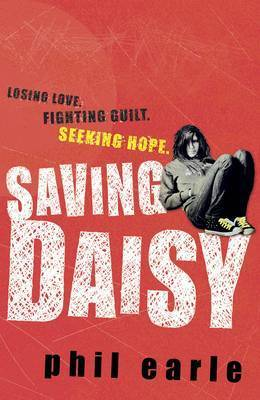 LOSING LOVE.
FIGHTING GUILT.
SEEKING HOPE.
SAVING
DAISY
phil earle